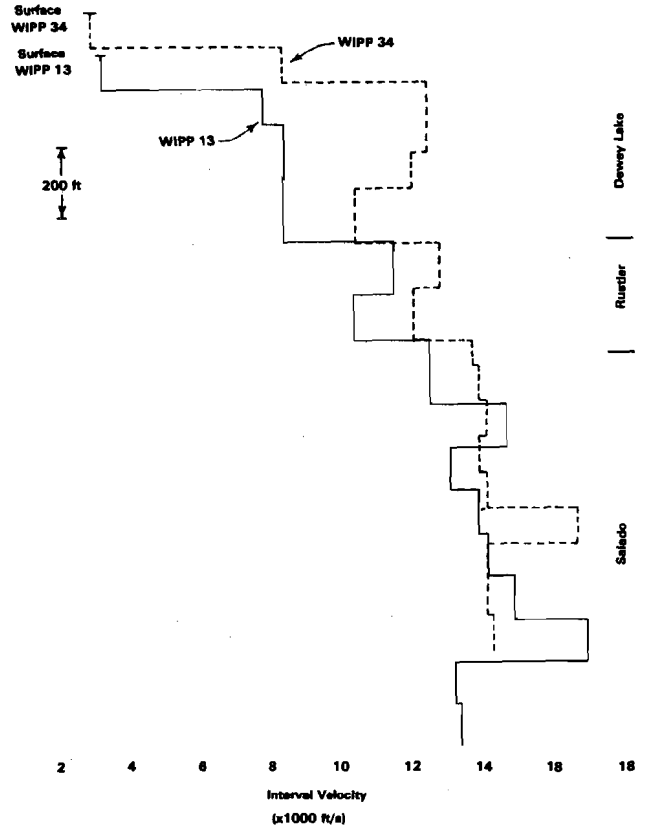 Surface
WIPP 34
WIPP 34
Surface
WIPP 13
WIPP 13
200 ft
Dewey Lake
Rustler
Salado
2 4 6 8 10 12 14 18 18
Interval Velocity
(x1000 ft/s)